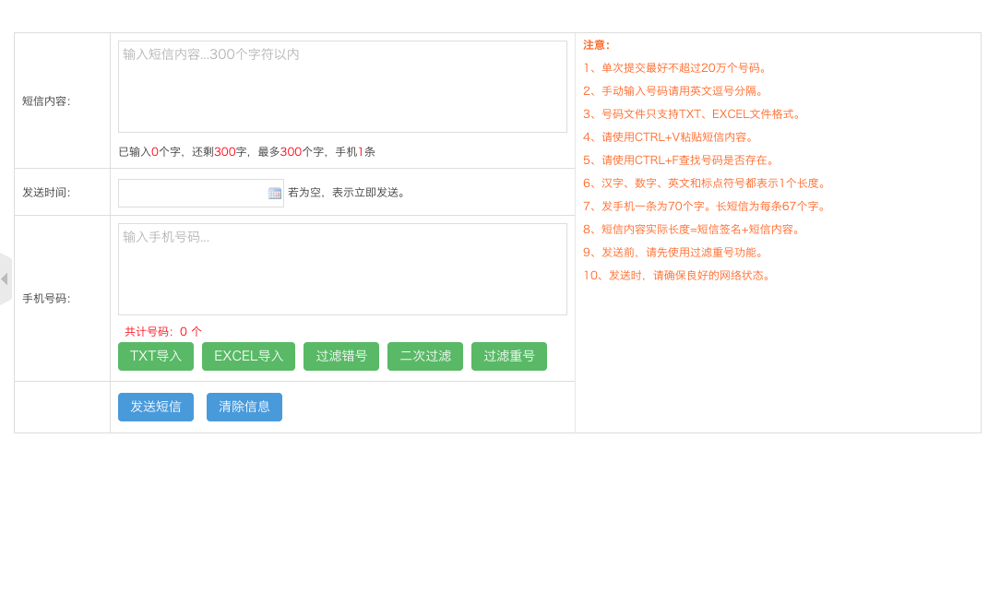 短信内容：
输入短信内容...300个字符以内
已输入0个字，还剩300字，最多300个字，手机1条
发送时间：
若为空，表示立即发送。
手机号码：
输入手机号码...
共计号码：0 个
TXT导入 EXCEL导入 过滤错号 二次过滤 过滤重号
发送短信 清除信息
注意：
1、单次提交最好不超过20万个号码。
2、手动输入号码请用英文逗号分隔。
3、号码文件只支持TXT、EXCEL文件格式。
4、请使用CTRL+V粘贴短信内容。
5、请使用CTRL+F查找号码是否存在。
6、汉字、数字、英文和标点符号都表示1个长度。
7、发手机一条为70个字。长短信为每条67个字。
8、短信内容实际长度=短信签名+短信内容。
9、发送前，请先使用过滤重号功能。
10、发送时，请确保良好的网络状态。